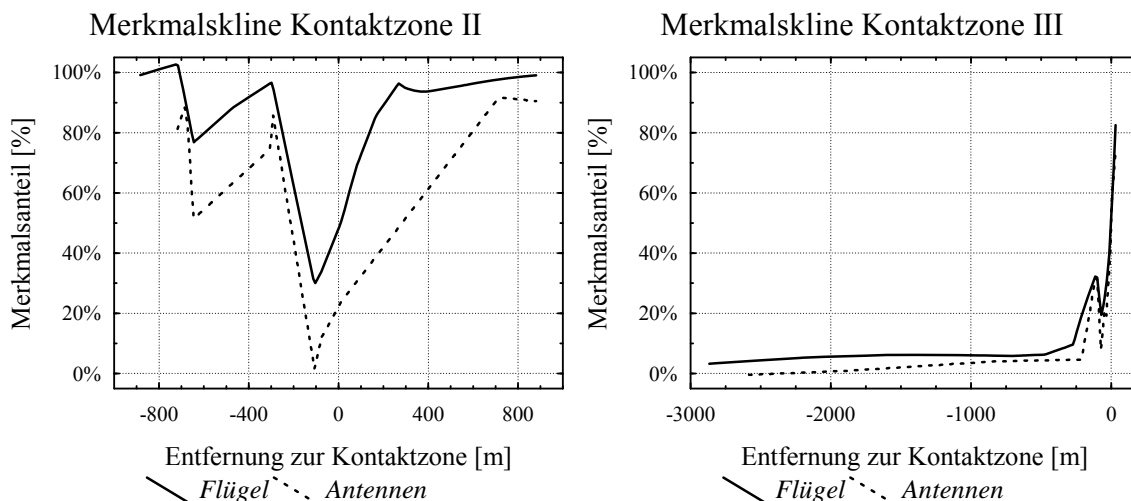 Merkmalskline Kontaktzone II
Merkmalsanteil [%]
100%
80%
60%
40%
20%
0%
-800 -400 0 400 800
Entfernung zur Kontaktzone [m]
Flügel Antennen
Merkmalskline Kontaktzone III
Merkmalsanteil [%]
100%
80%
60%
40%
20%
0%
-3000 -2000 -1000 0
Entfernung zur Kontaktzone [m]
Flügel Antennen